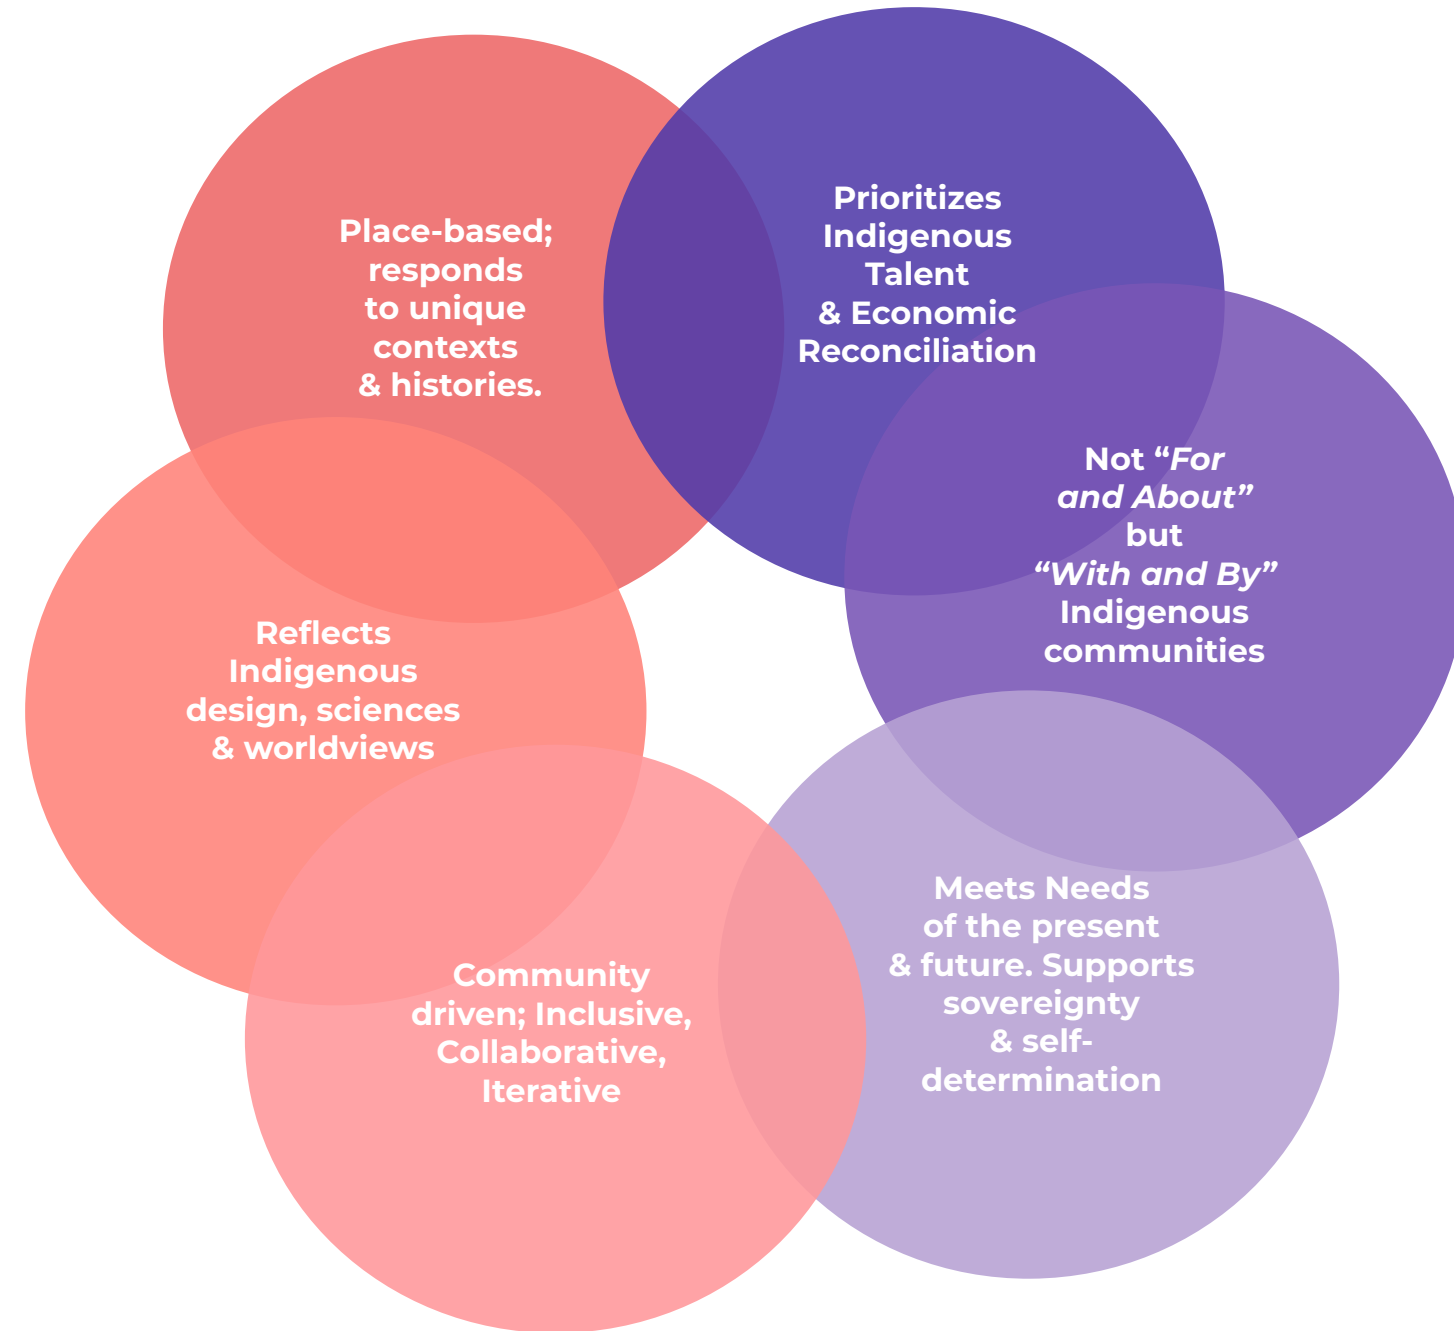 Place-based;
responds
to unique
contexts
& histories.
Prioritizes
Indigenous
Talent
& Economic
Reconciliation
Not “For
and About”
but
“With and By”
Indigenous
communities
Meets Needs
of the present
& future. Supports
sovereignty
& self-
determination
Community
driven; Inclusive,
Collaborative,
Iterative
Reflects
Indigenous
design, sciences
& worldviews